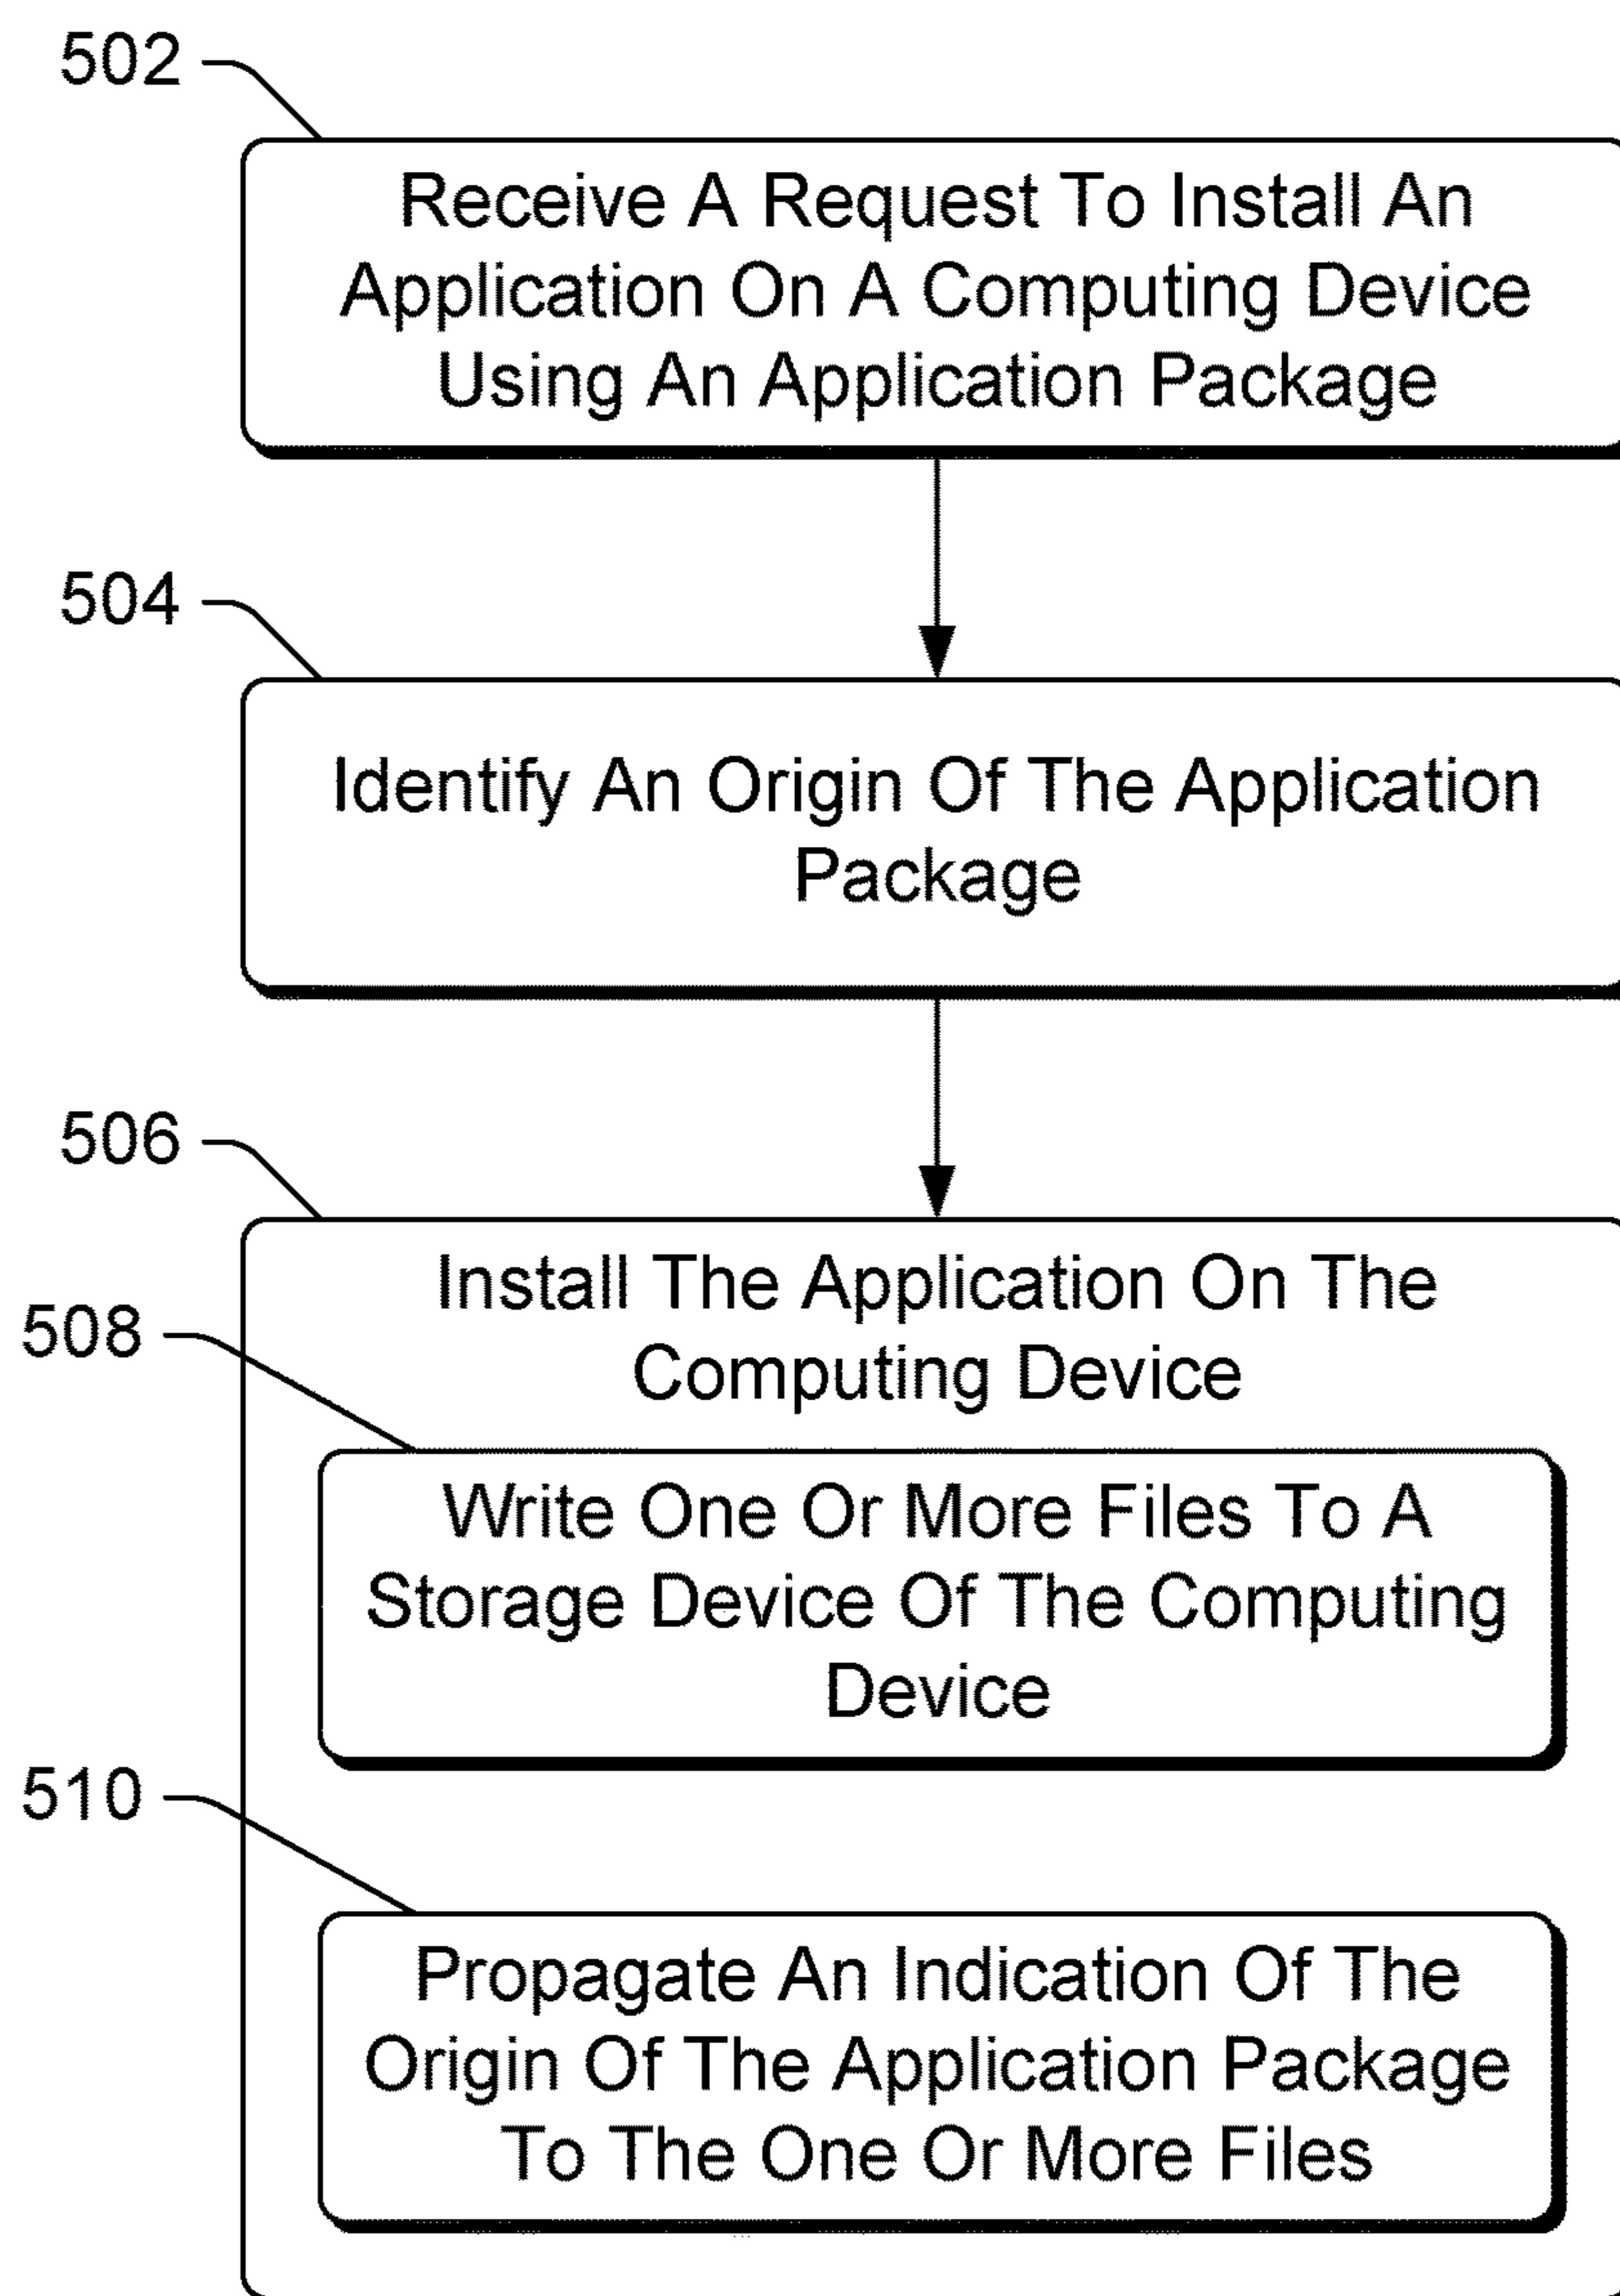 502
Receive A Request To Install An
Application On A Computing Device
Using An Application Package
504
Identify An Origin Of The Application
Package
506
Install The Application On The
Computing Device
508
Write One Or More Files To A
Storage Device Of The Computing
Device
510
Propagate An Indication Of The
Origin Of The Application Package
To The One Or More Files